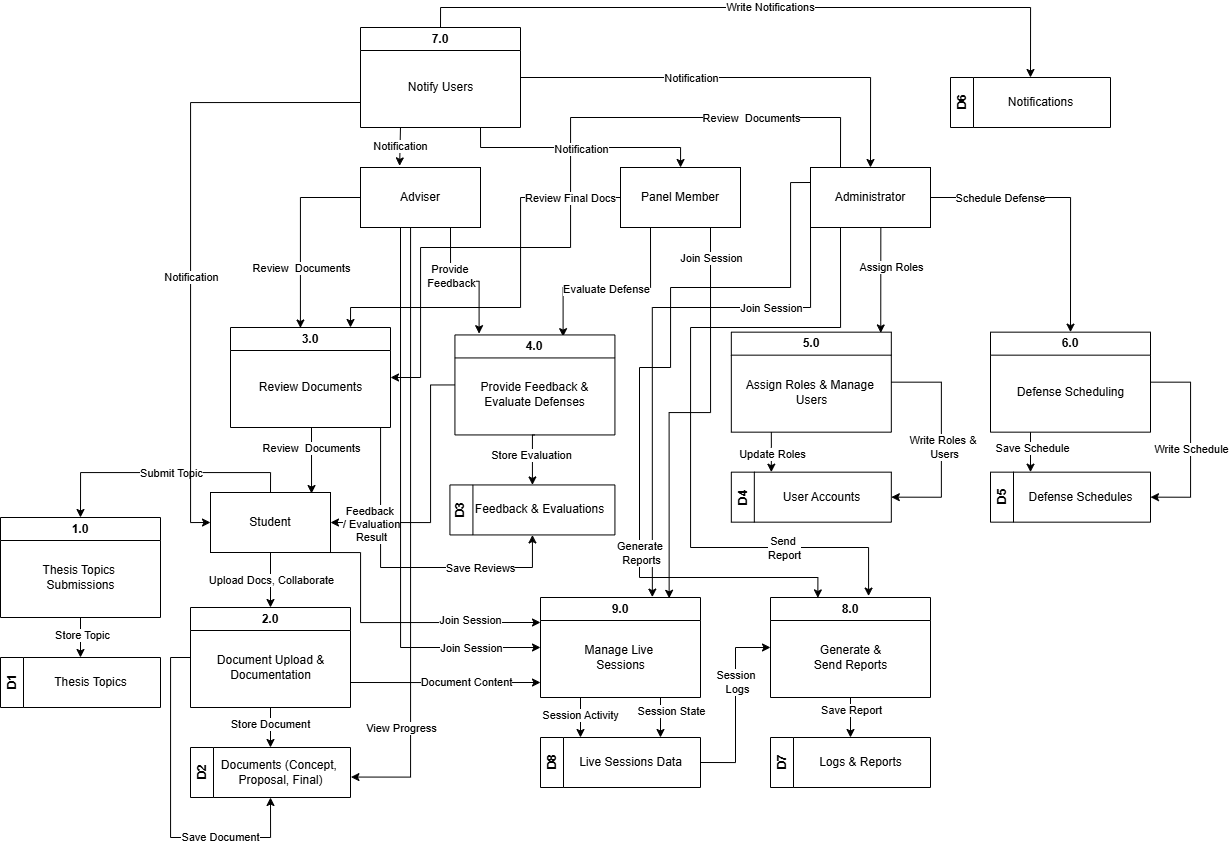 Write Notifications
7.0
Notify Users
Notification
D6
Notifications
Review  Documents
Notification
Notification
Adviser
Review Final Docs
Panel Member
Administrator
Schedule Defense
Notification
Review  Documents
Provide
Feedback
Join Session
Assign Roles
Evaluate Defense
Join Session
3.0
Review Documents
4.0
Provide Feedback &
Evaluate Defenses
5.0
Assign Roles & Manage
Users
6.0
Defense Scheduling
Review  Documents
Store Evaluation
Update Roles
Write Roles &
Users
Save Schedule
Write Schedule
Submit Topic
Student
Feedback
/ Evaluation
Result
D3
Feedback & Evaluations
D4
User Accounts
D5
Defense Schedules
1.0
Thesis Topics
Submissions
Generate
Reports
Send
Report
Save Reviews
Upload Docs, Collaborate
2.0
Document Upload &
Documentation
Join Session
Join Session
Document Content
9.0
Manage Live
Sessions
8.0
Generate &
Send Reports
Store Topic
D1
Thesis Topics
Session
Logs
Store Document
View Progress
Session Activity
Session State
Save Report
D2
Documents (Concept,
Proposal, Final)
D8
Live Sessions Data
D7
Logs & Reports
Save Document